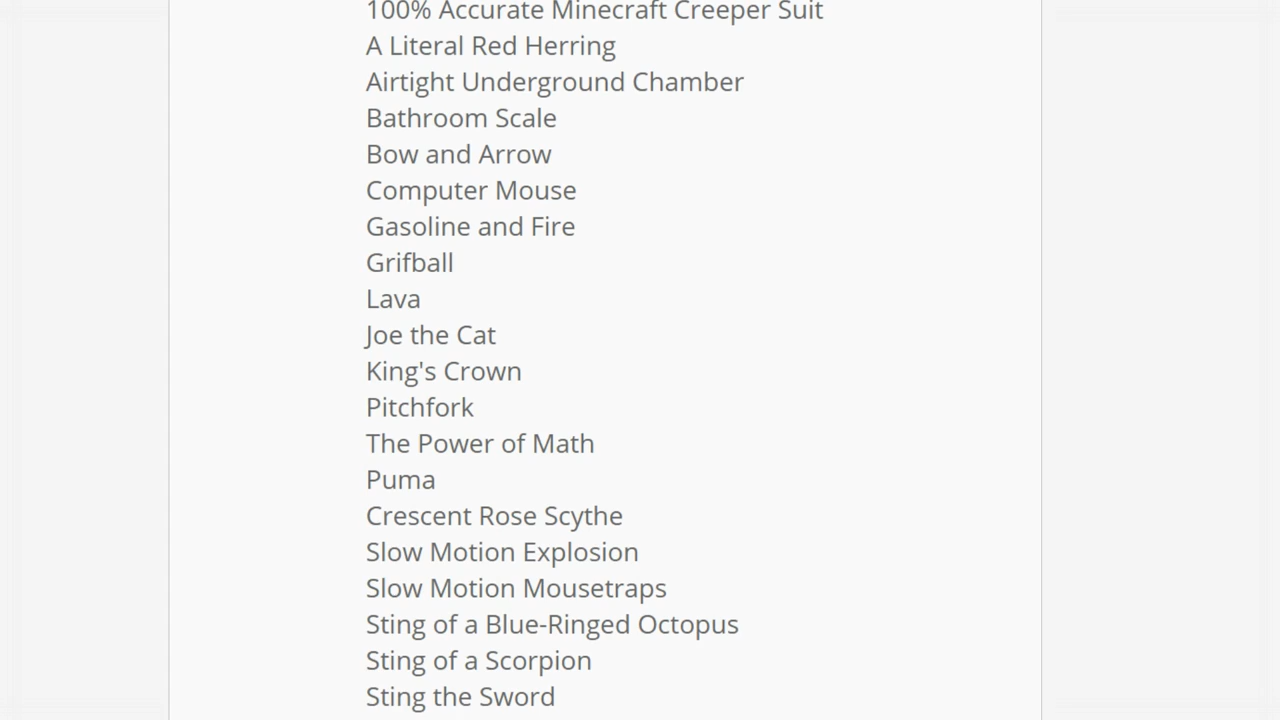 100% Accurate Minecraft Creeper Suit
A Literal Red Herring
Airtight Underground Chamber
Bathroom Scale
Bow and Arrow
Computer Mouse
Gasoline and Fire
Grifball
Lava
Joe the Cat
King's Crown
Pitchfork
The Power of Math
Puma
Crescent Rose Scythe
Slow Motion Explosion
Slow Motion Mousetraps
Sting of a Blue-Ringed Octopus
Sting of a Scorpion
Sting the Sword